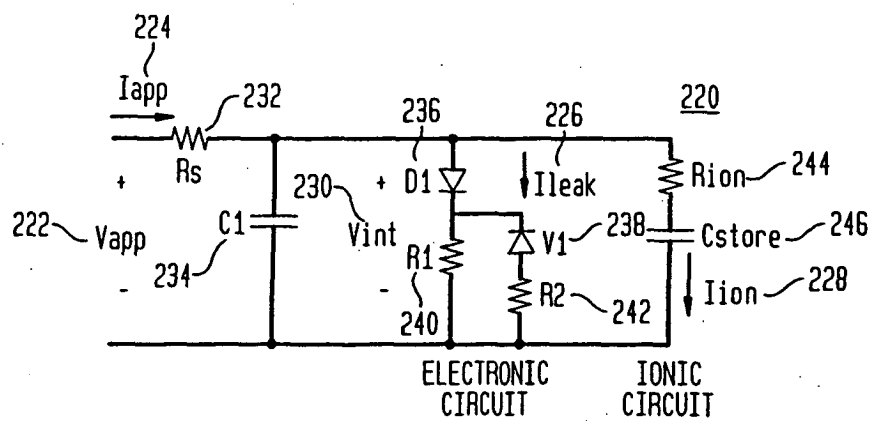 224
Iapp
232
236
226
220
+
Rs
+
D1
Ileak
Rion
244
230
222
Vapp
C1
Vint
V1
238
Cstore
246
234
R1
R2
Iion
228
-
-
240
242
ELECTRONIC
CIRCUIT
IONIC
CIRCUIT